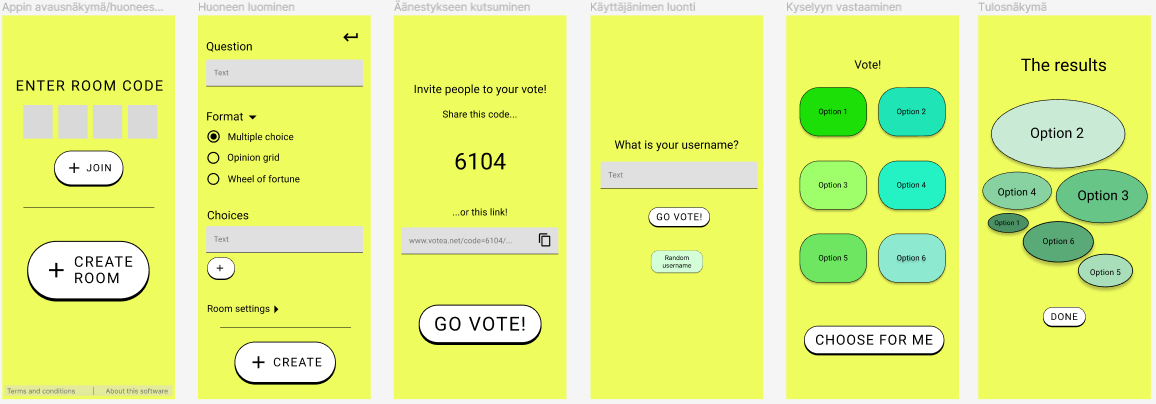 Appin avausnäkymä/huonees...
ENTER ROOM CODE
+ JOIN
+ CREATE
ROOM
Terms and conditions | About this software
Huoneen luominen
Question
Text
Format
Multiple choice
Opinion grid
Wheel of fortune
Choices
Text
+
Room settings
+ CREATE
Äänestykseen kutsuminen
Invite people to your vote!
Share this code...
6104
...or this link!
www.votea.net/code=6104/...
GO VOTE!
Käyttäjänimen luonti
What is your username?
Text
GO VOTE!
Random
username
Kyselyyn vastaaminen
Vote!
Option 1
Option 2
Option 3
Option 4
Option 5
Option 6
CHOOSE FOR ME
Tulosnäkymä
The results
Option 2
Option 4
Option 3
Option 1
Option 6
Option 5
DONE